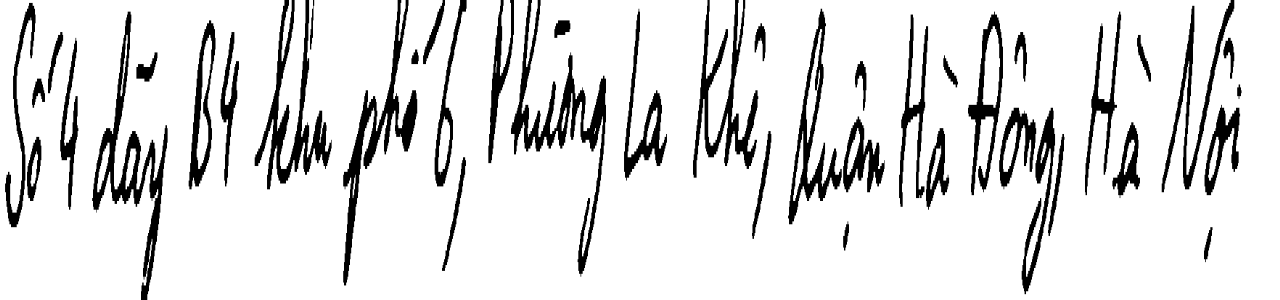 Số 4 dãy B4 khu phố 6, Phường La Khê, Quận Hà Đông, Hà Nội